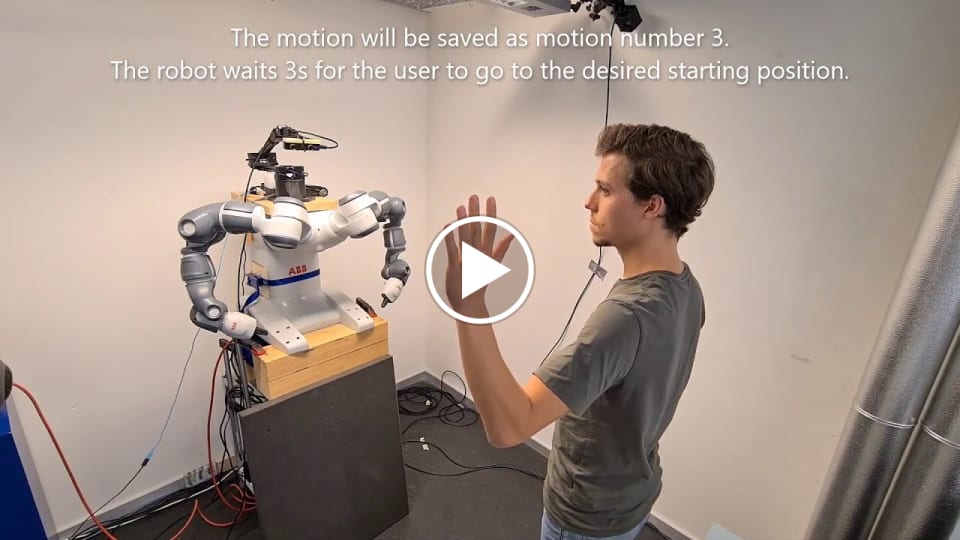 The motion will be saved as motion number 3.
The robot waits 3s for the user to go to the desired starting position.
ABB